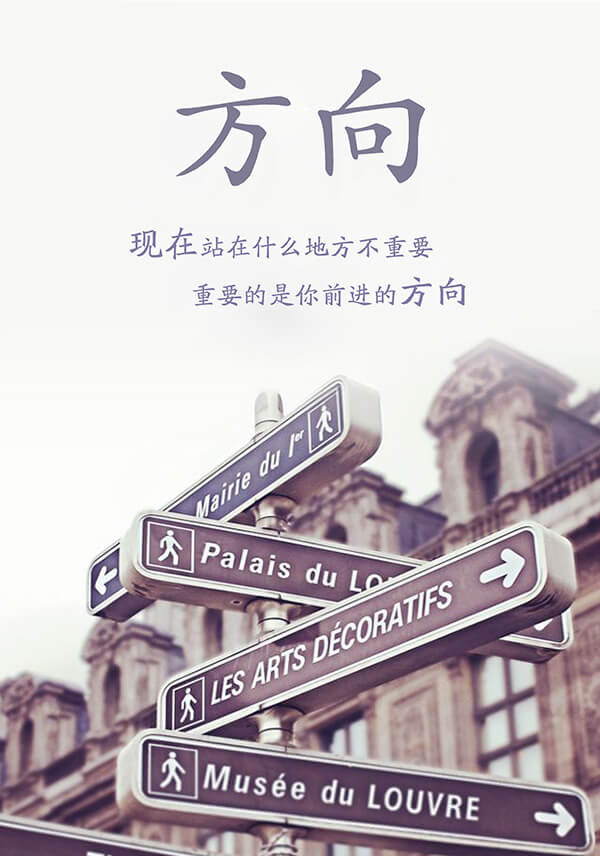 方向
现在站在什么地方不重要
重要的是你前进的方向
Mairie du Ier
Palais du
LES ARTS DÉCORATIFS
Musée du LOUVRE